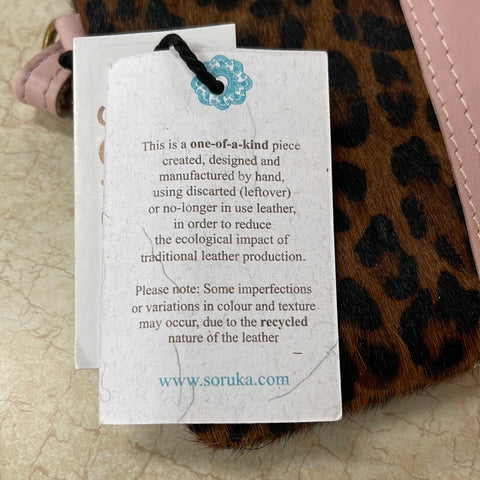 This is a one-of-a-kind piece
created, designed and
manufactured by hand,
using discarted (leftover)
or no-longer in use leather,
in order to reduce
the ecological impact of
traditional leather production.
Please note: Some imperfections
or variations in colour and texture
may occur, due to the recycled
nature of the leather
www.soruka.com